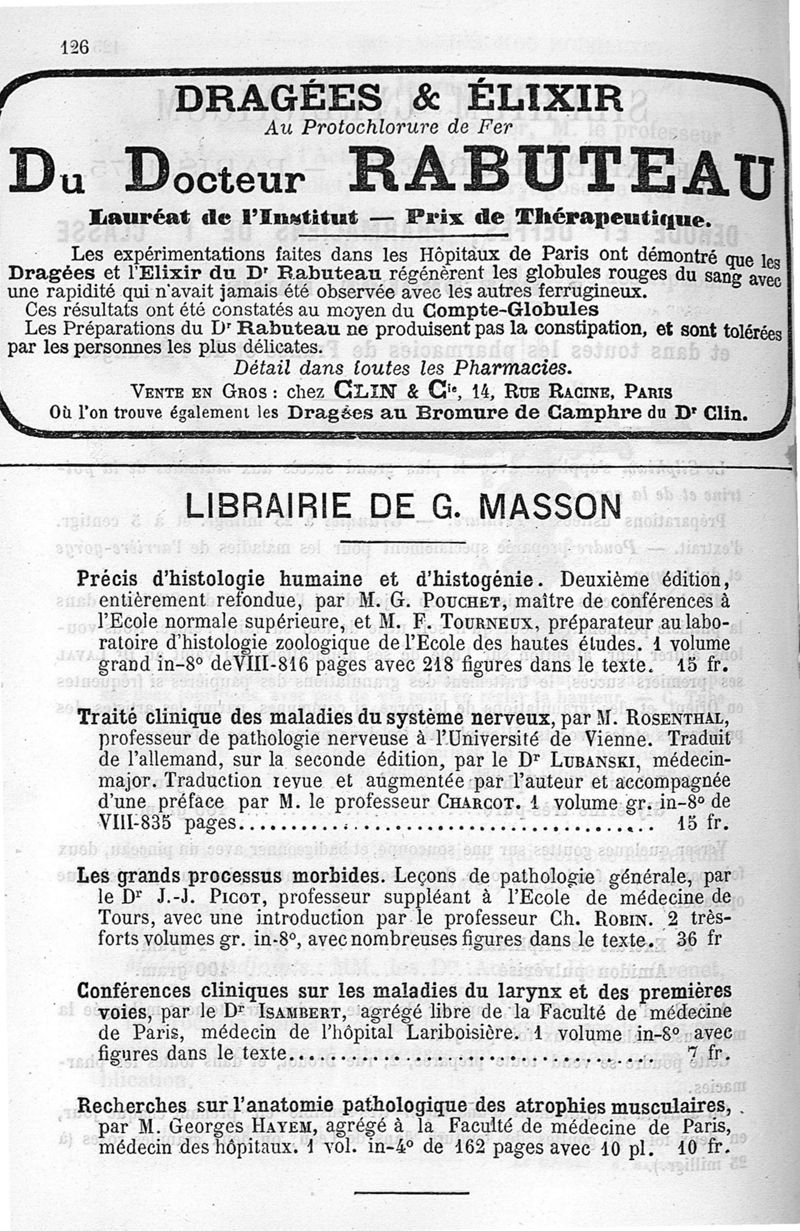 126
DRAGÉES & ÉLIXIR
Au Protochlorure de Fer
Du Docteur RABUTEAU
Lauréat de l'Institut — Prix de Thérapeutique.
Les expérimentations faites dans les Hôpitaux de Paris ont démontré que les
Dragées et l'Elixir du Dr Rabuteau régénèrent les globules rouges du sang avec
une rapidité qui n'avait jamais été observée avec les autres ferrugineux.
Ces résultats ont été constatés au moyen du Compte-Globules
Les Préparations du Dr Rabuteau ne produisent pas la constipation, et sont tolérées
par les personnes les plus délicates.
Détail dans toutes les Pharmacies.
VENTE EN GROS : chez CLIN & Cie, 14, RUE RACINE, PARIS
Où l'on trouve également les Dragées au Bromure de Camphre du Dr Clin.
LIBRAIRIE DE G. MASSON
Précis d'histologie humaine et d'histogénie. Deuxième édition,
entièrement refondue, par M. G. POUCHET, maître de conférences à
l'Ecole normale supérieure, et M. F. TOURNEUX, préparateur au labo-
ratoire d'histologie zoologique de l'Ecole des hautes études. 1 volume
grand in-8° de VIII-816 pages avec 218 figures dans le texte. 15 fr.
Traité clinique des maladies du système nerveux, par M. ROSENTHAL,
professeur de pathologie nerveuse à l'Université de Vienne. Traduit
de l'allemand, sur la seconde édition, par le Dr LUBANSKI, médecin-
major. Traduction revue et augmentée par l'auteur et accompagnée
d'une préface par M. le professeur CHARCOT. 1 volume gr. in-8° de
VIII-835 pages........................................ 15 fr.
Les grands processus morbides. Leçons de pathologie générale, par
le Dr J.-J. PICOT, professeur suppléant à l'Ecole de médecine de
Tours, avec une introduction par le professeur Ch. ROBIN. 2 très-
forts volumes gr. in-8°, avec nombreuses figures dans le texte. 36 fr
Conférences cliniques sur les maladies du larynx et des premières
voies, par le Dr ISAMBERT, agrégé libre de la Faculté de médecine
de Paris, médecin de l'hôpital Lariboisière. 1 volume in-8° avec
figures dans le texte................................... 7 fr.
Recherches sur l'anatomie pathologique des atrophies musculaires,
par M. Georges HAYEM, agrégé à la Faculté de médecine de Paris,
médecin des hôpitaux. 1 vol. in-4° de 162 pages avec 10 pl. 10 fr.